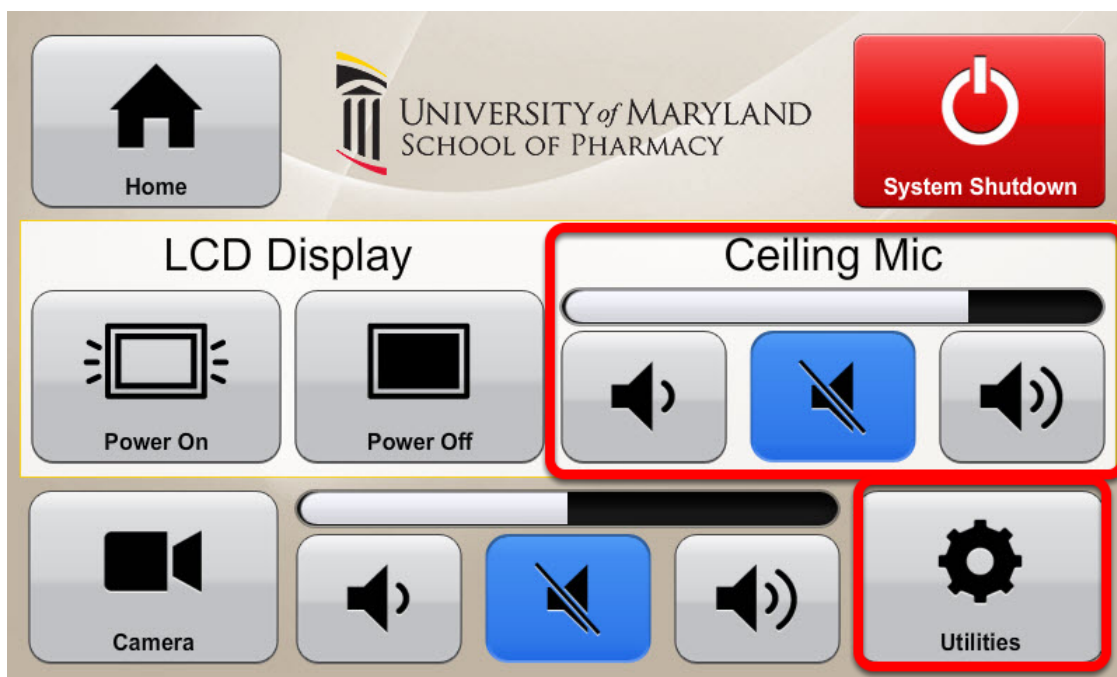 UNIVERSITY of MARYLAND
SCHOOL OF PHARMACY
Home
System Shutdown
LCD Display
Ceiling Mic
Power On
Power Off
Camera
Utilities